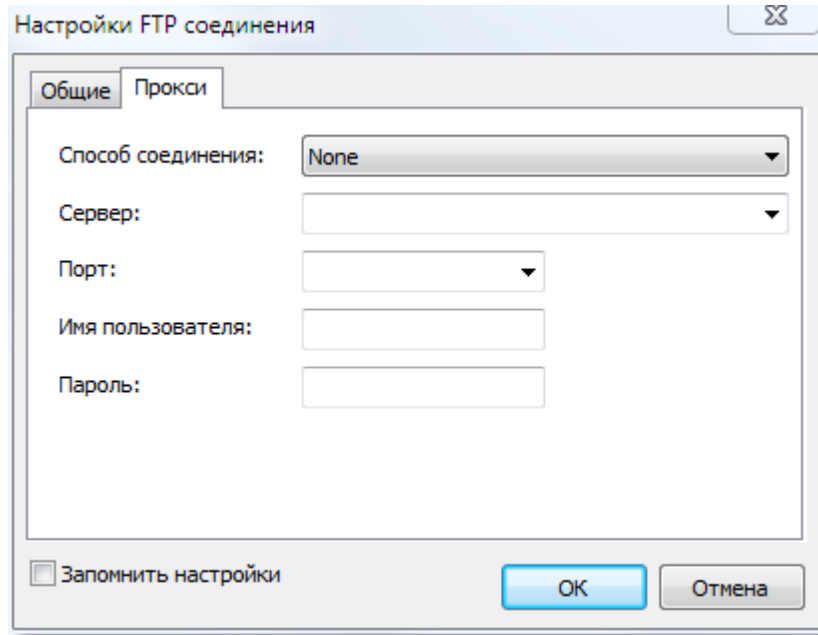 Настройки FTP соединения
Общие
Прокси
Способ соединения: None
Сервер:
Порт:
Имя пользователя:
Пароль:
Запомнить настройки
OK
Отмена